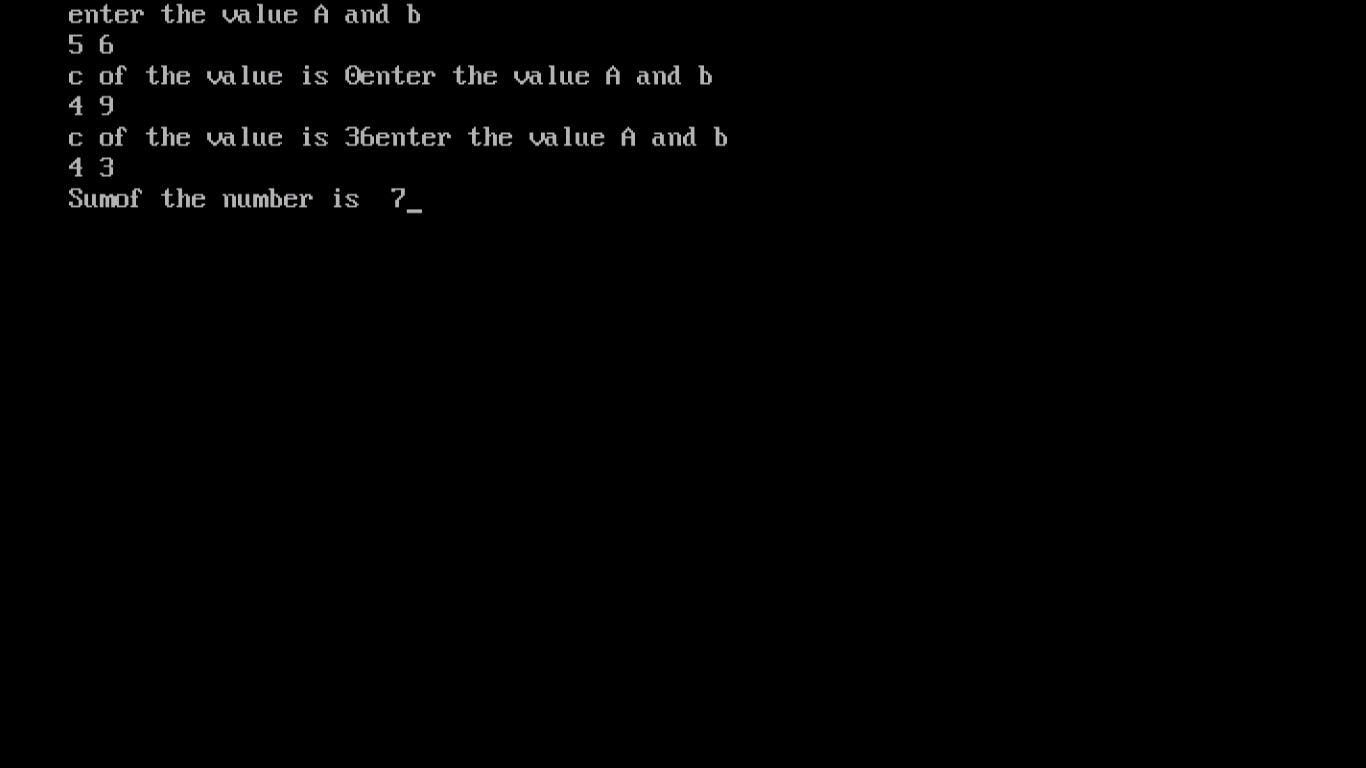 enter the value A and b
5 6
c of the value is 0enter the value A and b
4 9
c of the value is 36enter the value A and b
4 3
Sumof the number is  7_